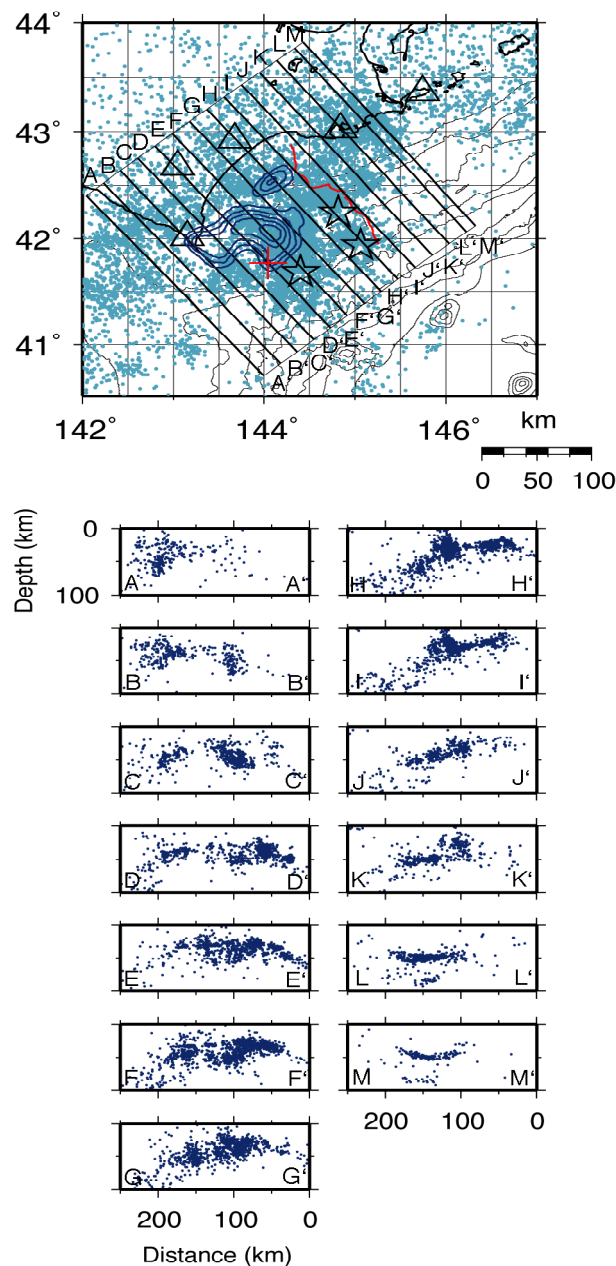 44°
43°
42°
41°
142° 144° 146°
A B C D E F G H I J K L M
A' B' C' D' E' F' G' H' I' J' K' L' M'
km
0 50 100
Depth (km)
0
100
A A'
B B'
C C'
D D'
E E'
F F'
G G'
200 100 0
Distance (km)
H H'
I I'
J J'
K K'
L L'
M M'
200 100 0